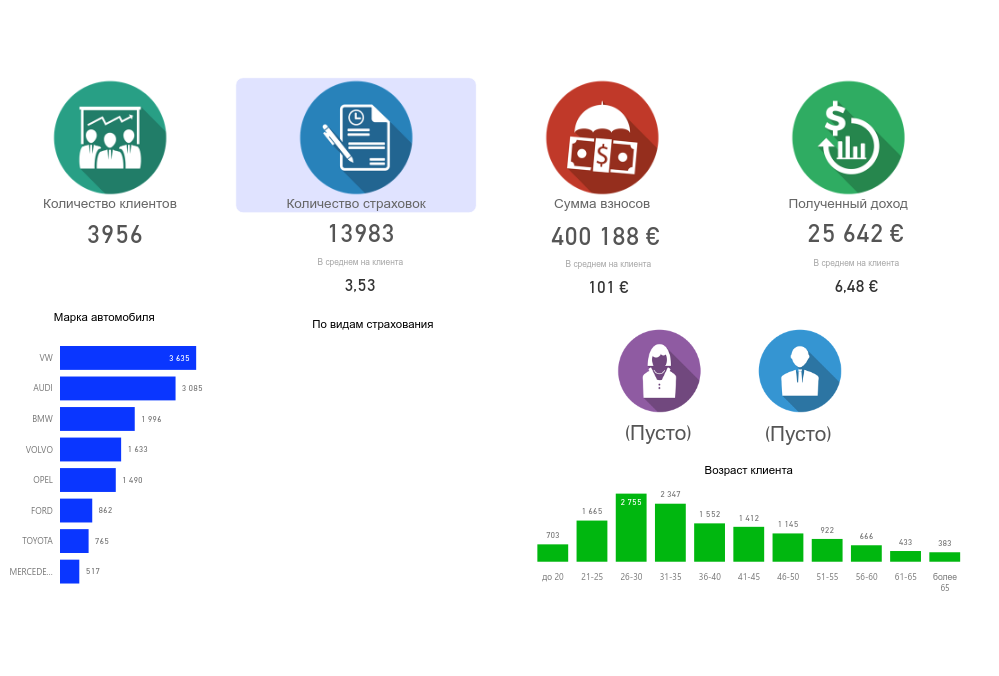 Количество клиентов
3956
Количество страховок
13983
В среднем на клиента
3,53
Сумма взносов
400 188 €
В среднем на клиента
101 €
Полученный доход
25 642 €
В среднем на клиента
6,48 €
Марка автомобиля
VW 3 635
AUDI 3 085
BMW 1 996
VOLVO 1 633
OPEL 1 490
FORD 862
TOYOTA 765
MERCEDE... 517
По видам страхования
(Пусто) (Пусто)
Возраст клиента
703 1 665 2 755 2 347 1 552 1 412 1 145 922 666 433 383
до 20 21-25 26-30 31-35 36-40 41-45 46-50 51-55 56-60 61-65 более
65